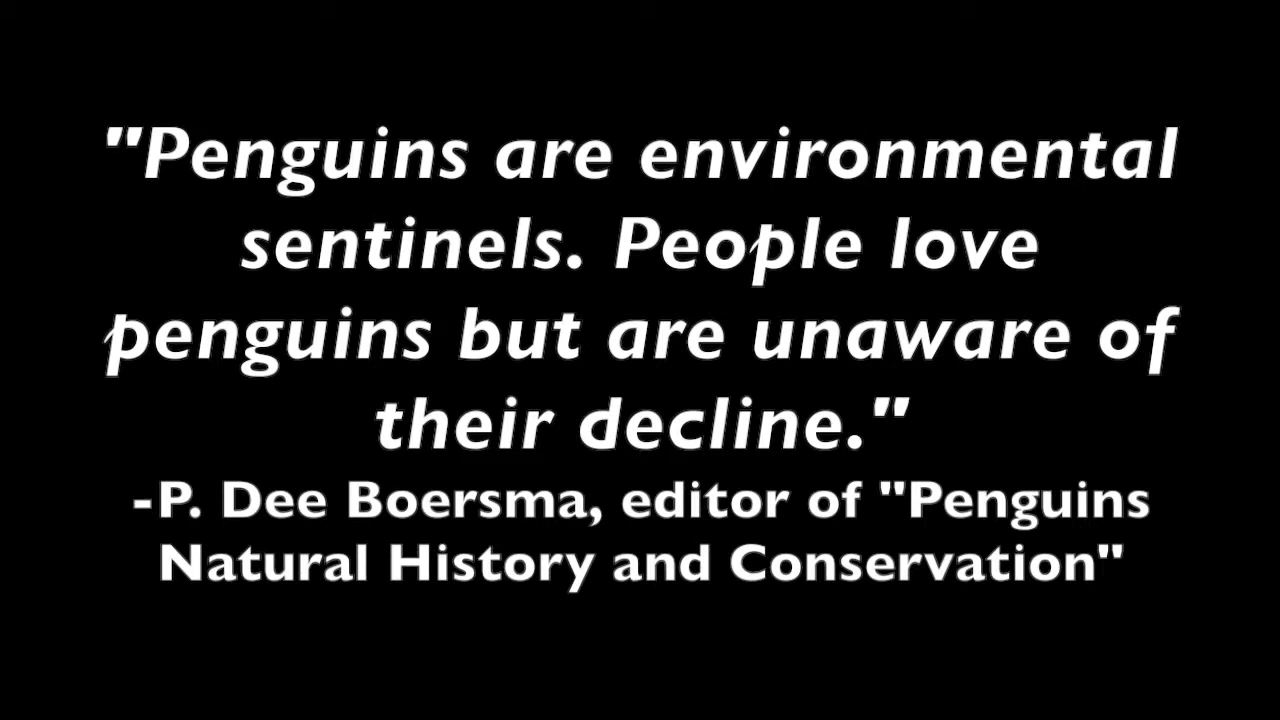 "Penguins are environmental
sentinels. People love
penguins but are unaware of
their decline."
-P. Dee Boersma, editor of "Penguins
Natural History and Conservation"